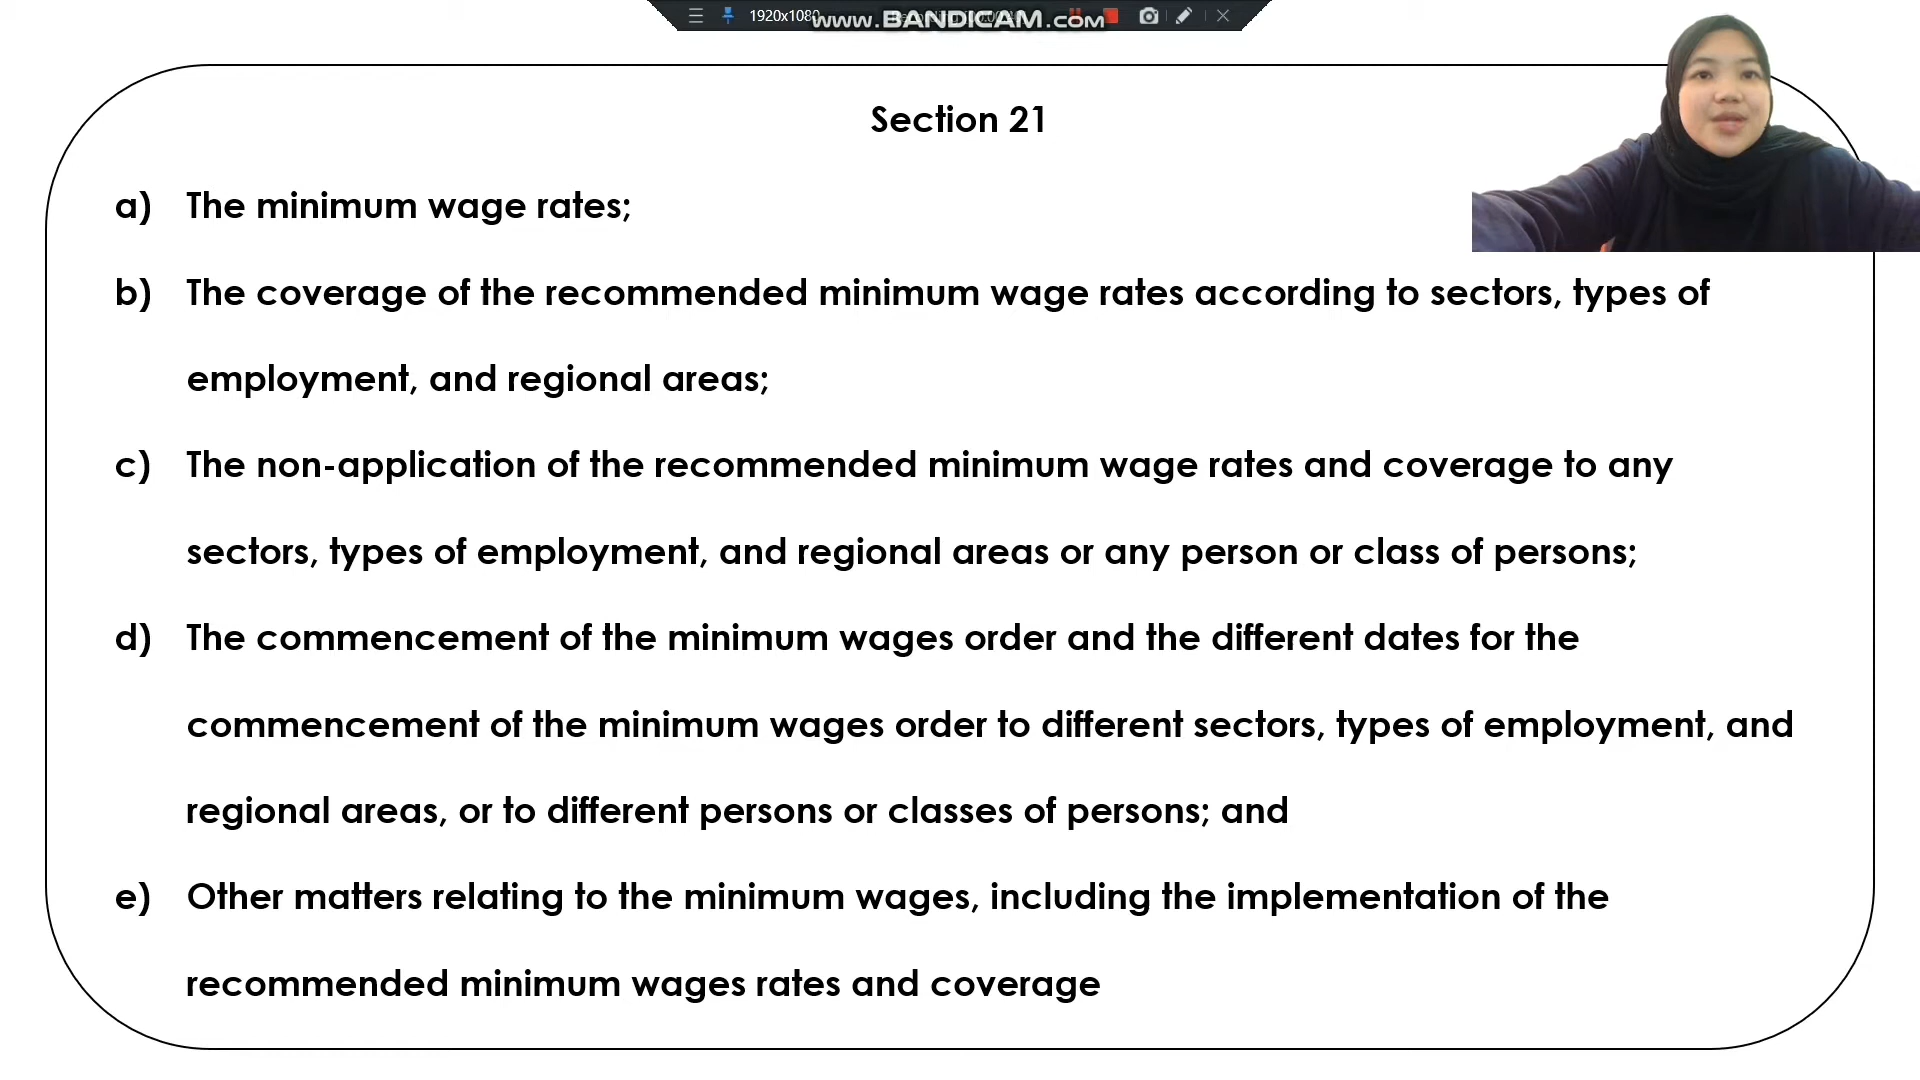 1920x1080
www.BANDICAM.com
Section 21
a) The minimum wage rates;
b) The coverage of the recommended minimum wage rates according to sectors, types of
employment, and regional areas;
c) The non-application of the recommended minimum wage rates and coverage to any
sectors, types of employment, and regional areas or any person or class of persons;
d) The commencement of the minimum wages order and the different dates for the
commencement of the minimum wages order to different sectors, types of employment, and
regional areas, or to different persons or classes of persons; and
e) Other matters relating to the minimum wages, including the implementation of the
recommended minimum wages rates and coverage